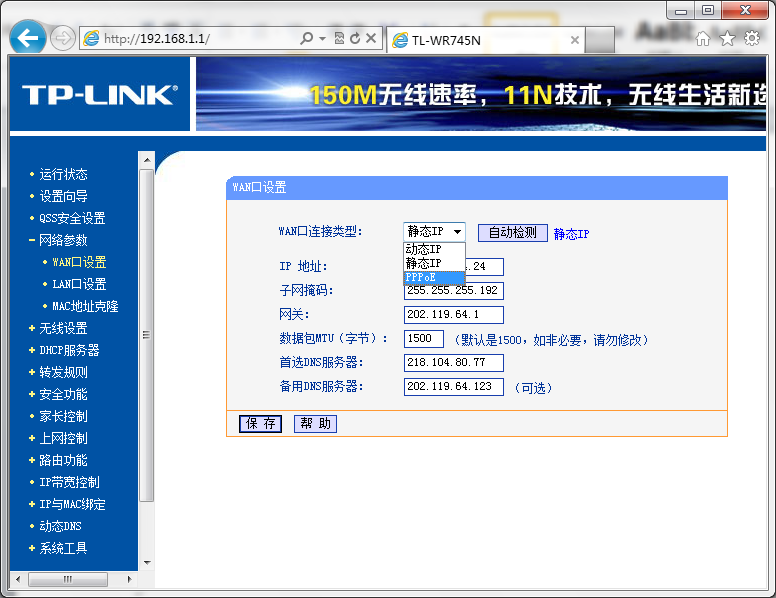 http://192.168.1.1/
TL-WR745N
TP-LINK®
150M无线速率，11N技术，无线生活新选
运行状态
设置向导
QSS安全设置
网络参数
WAN口设置
LAN口设置
MAC地址克隆
无线设置
DHCP服务器
转发规则
安全功能
家长控制
上网控制
路由功能
IP带宽控制
IP与MAC绑定
动态DNS
系统工具
WAN口设置
WAN口连接类型： 静态IP 自动检测 静态IP
动态IP
静态IP
PPPoE
IP 地址： .24
子网掩码： 255.255.255.192
网关： 202.119.64.1
数据包MTU（字节）： 1500 （默认是1500，如非必要，请勿修改）
首选DNS服务器： 218.104.80.77
备用DNS服务器： 202.119.64.123 （可选）
保 存 帮 助